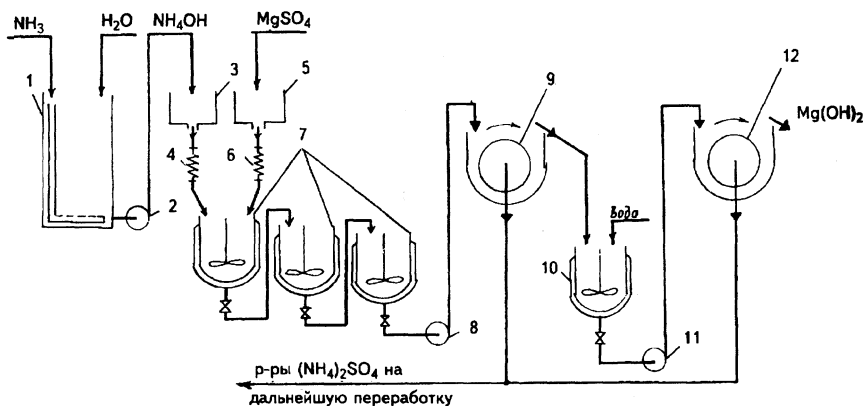 NH₃
H₂O
NH₄OH
MgSO₄
1
2
3
4
5
6
7
8
9
12
Mg(OH)₂
вода
10
11
р-ры (NH₄)₂SO₄ на
дальнейшую переработку